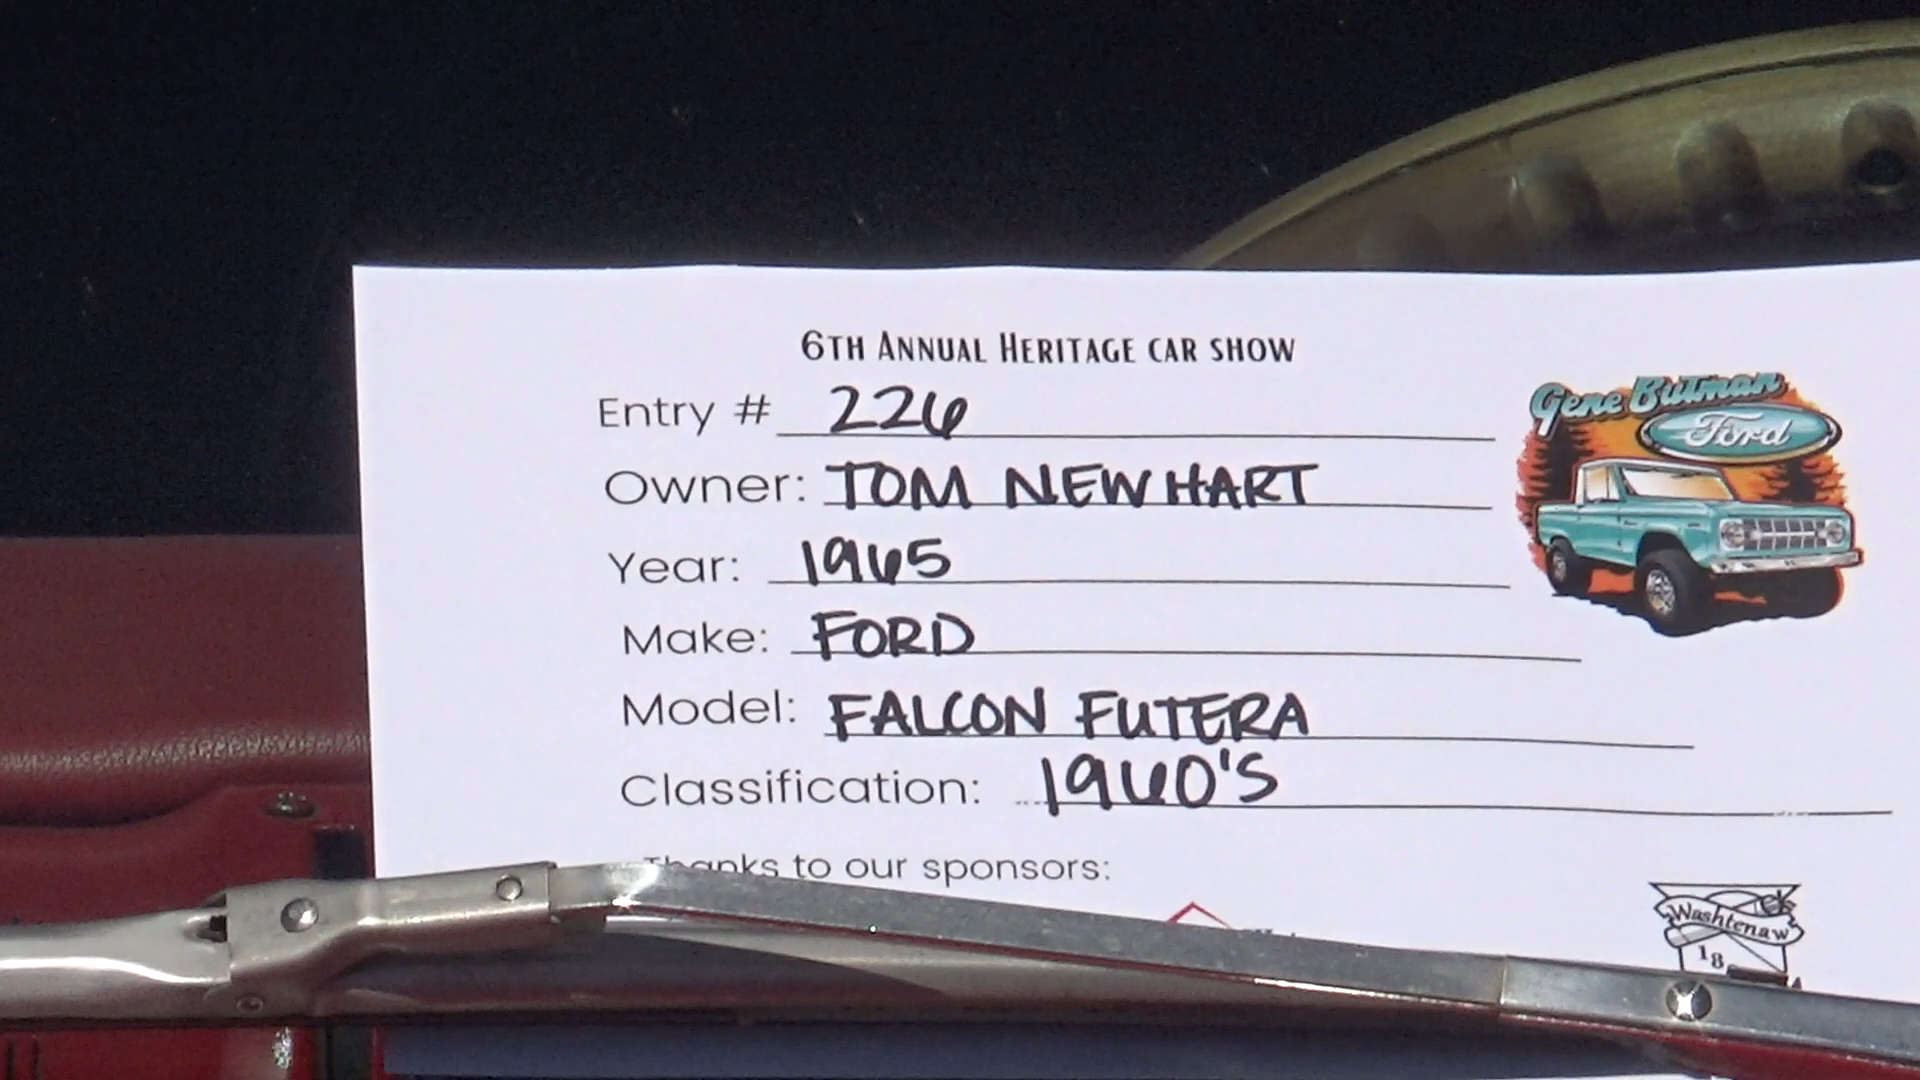 6TH ANNUAL HERITAGE CAR SHOW
Entry # 226
Owner: TOM NEWHART
Year: 1965
Make: FORD
Model: FALCON FUTERA
Classification: 1960'S
Thanks to our sponsors:
Gene Butman
Ford
Washtenaw
18